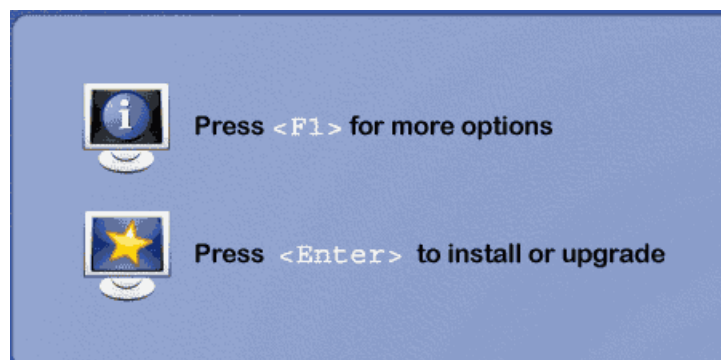 Press <F1> for more options
Press <Enter> to install or upgrade